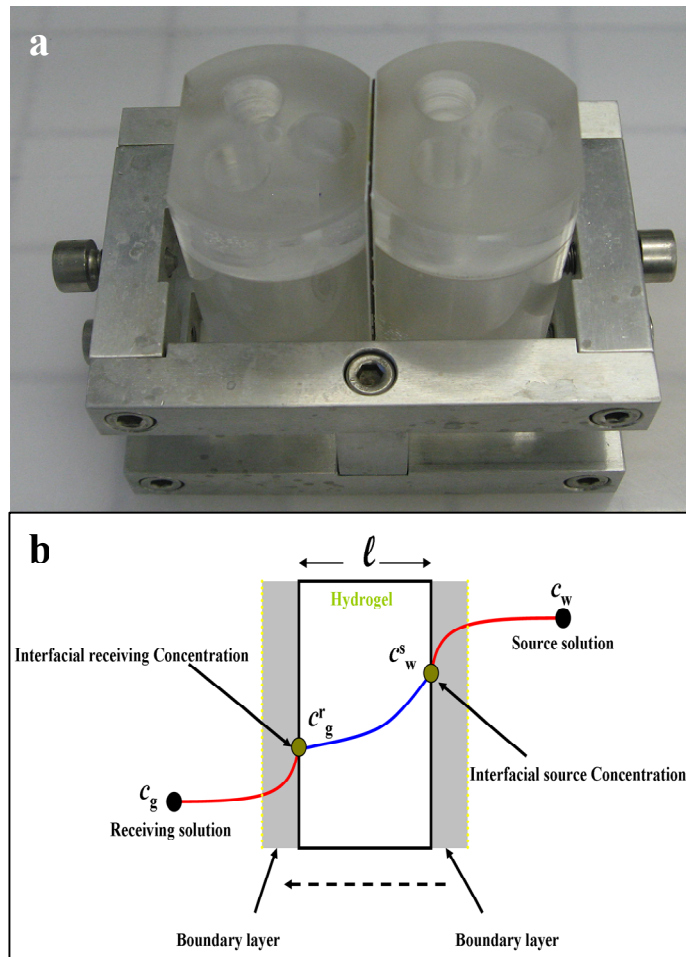 a
b
ℓ
Hydrogel
c_w
Source solution
Interfacial receiving Concentration
c^s_w
c^r_g
Interfacial source Concentration
c_g
Receiving solution
Boundary layer
Boundary layer